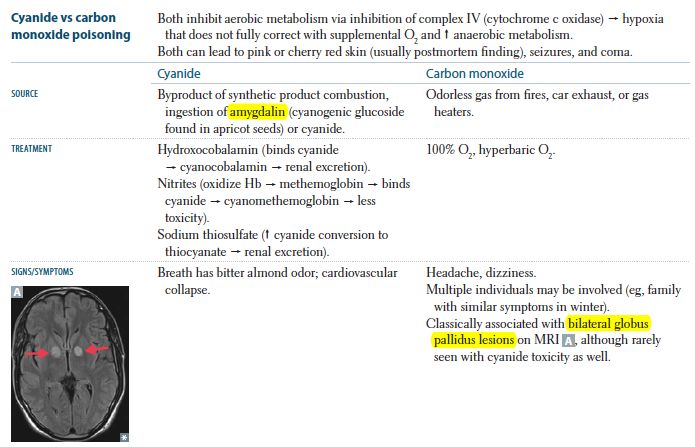 Cyanide vs carbon
monoxide poisoning
Both inhibit aerobic metabolism via inhibition of complex IV (cytochrome c oxidase) → hypoxia
that does not fully correct with supplemental O₂ and ↑ anaerobic metabolism.
Both can lead to pink or cherry red skin (usually postmortem finding), seizures, and coma.
Cyanide
Carbon monoxide
SOURCE
Byproduct of synthetic product combustion,
ingestion of amygdalin (cyanogenic glucoside
found in apricot seeds) or cyanide.
Odorless gas from fires, car exhaust, or gas
heaters.
TREATMENT
Hydroxocobalamin (binds cyanide
→ cyanocobalamin → renal excretion).
Nitrites (oxidize Hb → methemoglobin → binds
cyanide → cyanomethemoglobin → less
toxicity).
Sodium thiosulfate (↑ cyanide conversion to
thiocyanate → renal excretion).
100% O₂, hyperbaric O₂.
SIGNS/SYMPTOMS
Breath has bitter almond odor; cardiovascular
collapse.
Headache, dizziness.
Multiple individuals may be involved (eg, family
with similar symptoms in winter).
Classically associated with bilateral globus
pallidus lesions on MRI A, although rarely
seen with cyanide toxicity as well.
A
*